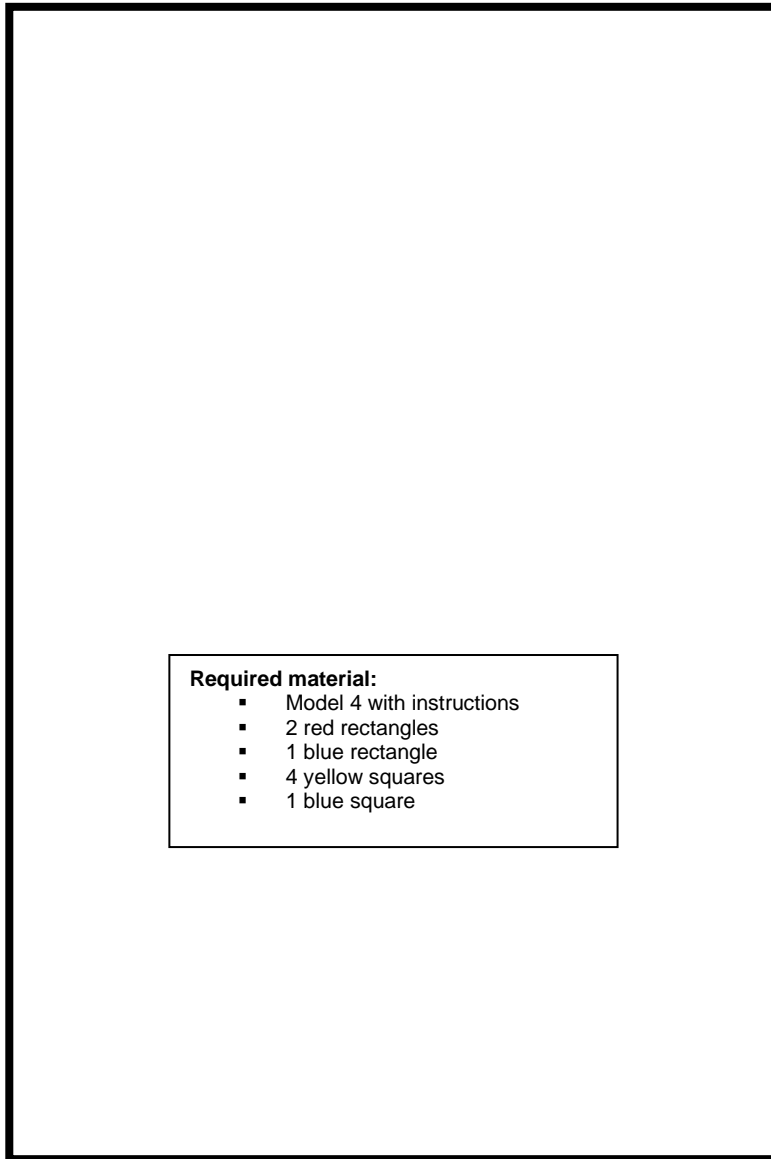 Required material:
▪ Model 4 with instructions
▪ 2 red rectangles
▪ 1 blue rectangle
▪ 4 yellow squares
▪ 1 blue square